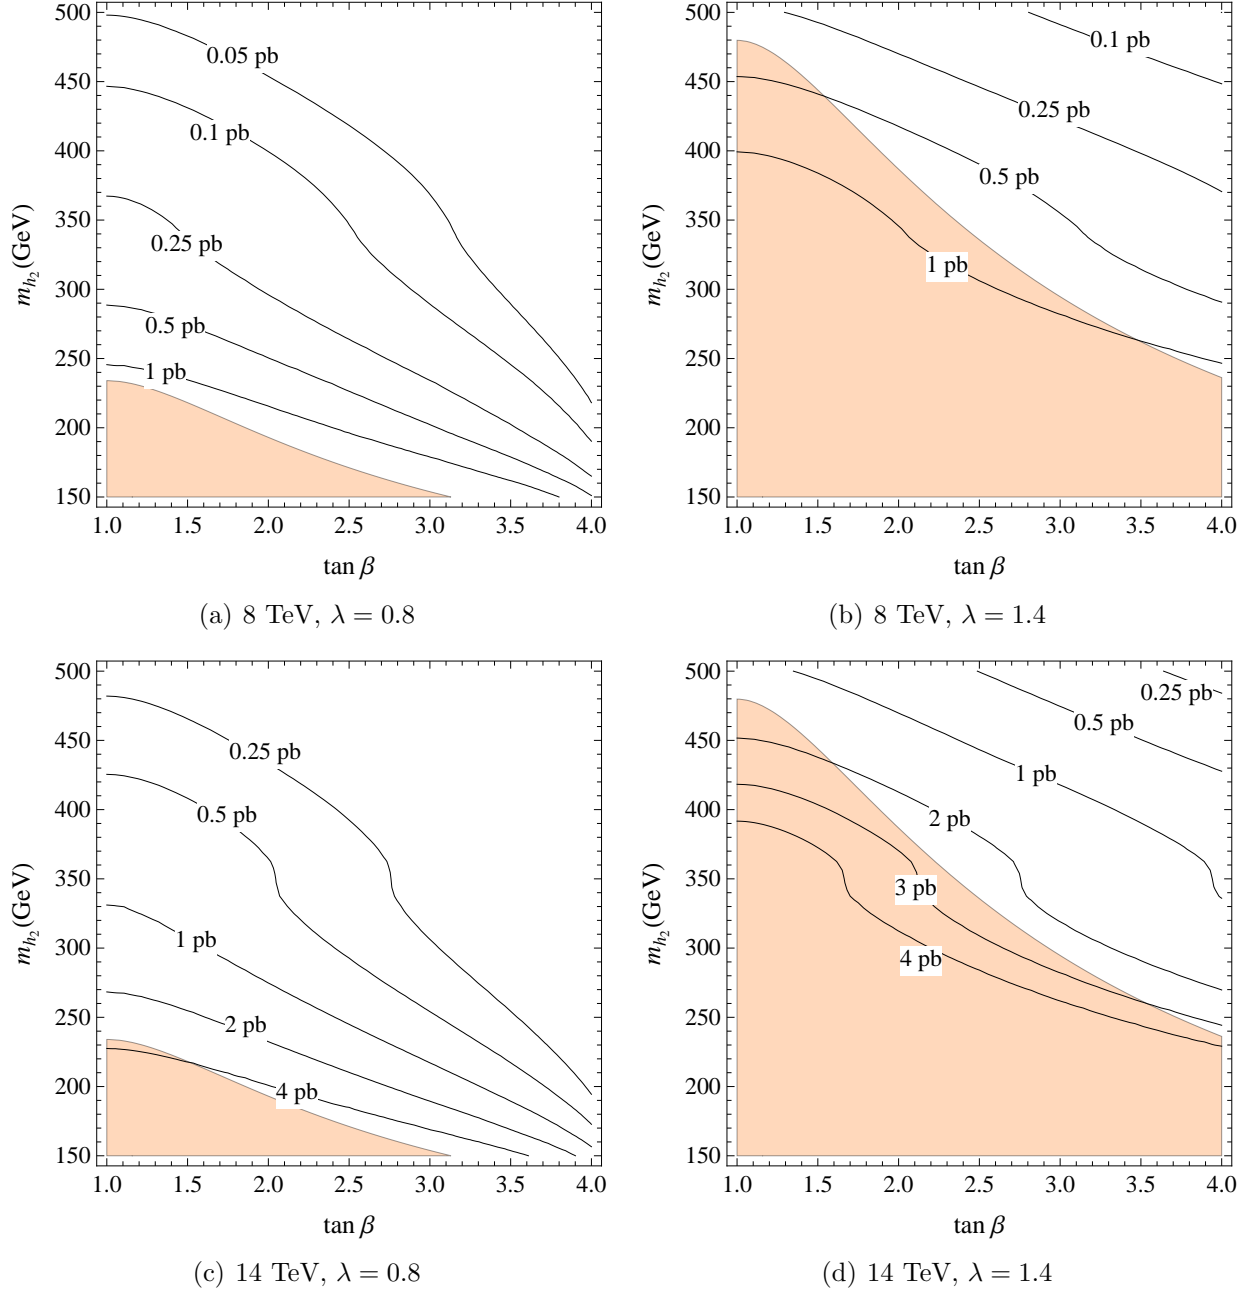 500
450
400
350
300
250
200
150
m_{h_2}(GeV)
0.05 pb
0.1 pb
0.25 pb
0.5 pb
1 pb
1.0 1.5 2.0 2.5 3.0 3.5 4.0
tan β
(a) 8 TeV, λ = 0.8
500
450
400
350
300
250
200
150
m_{h_2}(GeV)
0.1 pb
0.25 pb
0.5 pb
1 pb
1.0 1.5 2.0 2.5 3.0 3.5 4.0
tan β
(b) 8 TeV, λ = 1.4
500
450
400
350
300
250
200
150
m_{h_2}(GeV)
0.25 pb
0.5 pb
1 pb
2 pb
4 pb
1.0 1.5 2.0 2.5 3.0 3.5 4.0
tan β
(c) 14 TeV, λ = 0.8
500
450
400
350
300
250
200
150
m_{h_2}(GeV)
0.25 pb
0.5 pb
1 pb
2 pb
3 pb
4 pb
1.0 1.5 2.0 2.5 3.0 3.5 4.0
tan β
(d) 14 TeV, λ = 1.4